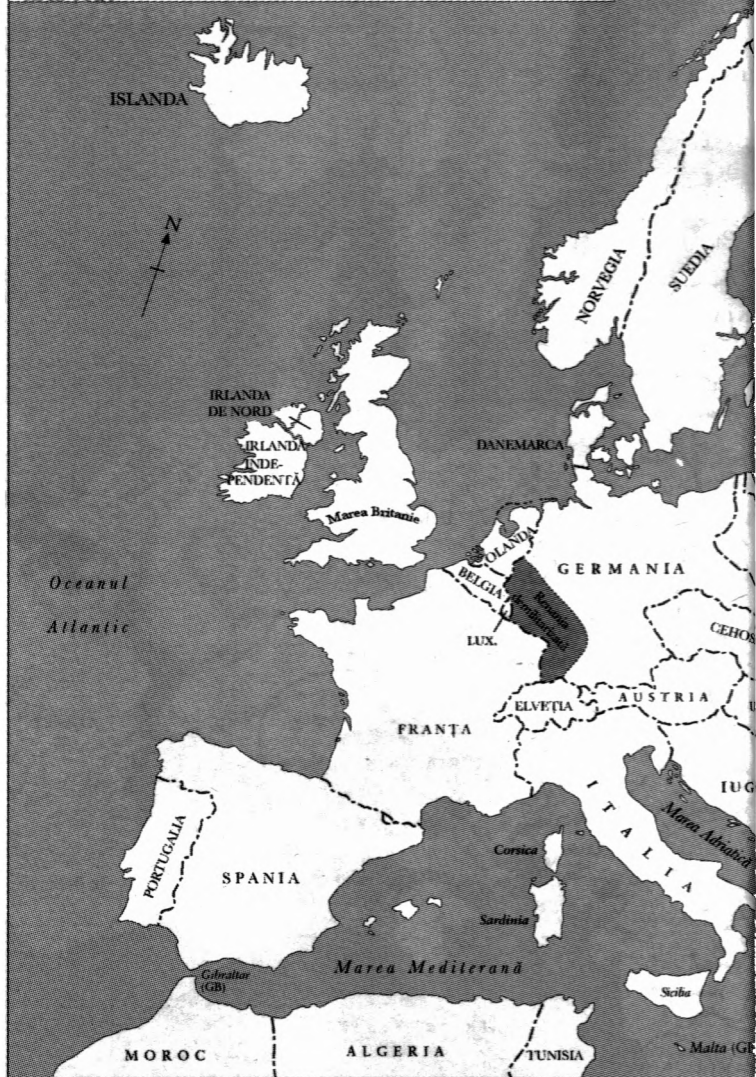 ISLANDA
N
NORVEGIA
SUEDIA
IRLANDA
DE NORD
IRLANDA
INDE-
PENDENTĂ
DANEMARCA
Marea Britanie
OLANDA
BELGIA
GERMANIA
Renania
demilitarizată
Oceanul
Atlantic
LUX.
CEHOS
ELVEȚIA
AUSTRIA
FRANȚA
IUG
ITALIA
Marea Adriatică
PORTUGALIA
SPANIA
Corsica
Sardinia
Gibraltar
(GB)
Marea Mediterană
Sicilia
Malta (GB
MOROC
ALGERIA
TUNISIA